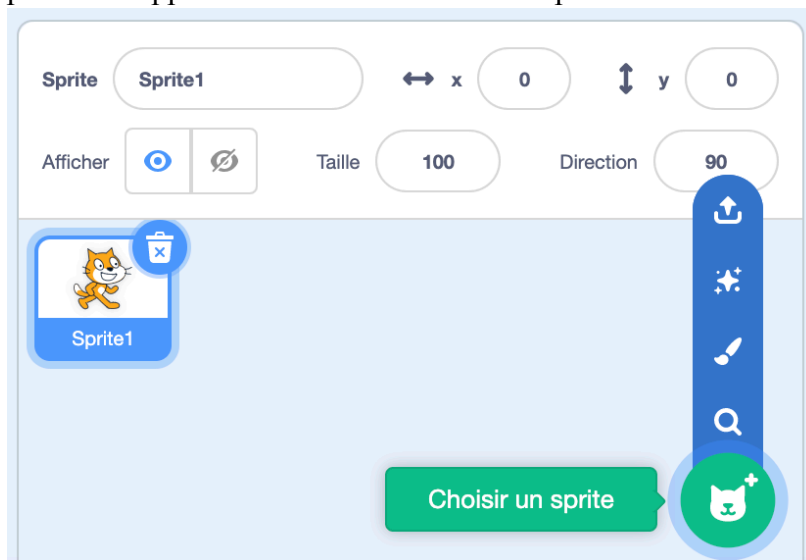 Sprite Sprite1 x 0 y 0
Afficher Taille 100 Direction 90
Sprite1
Choisir un sprite